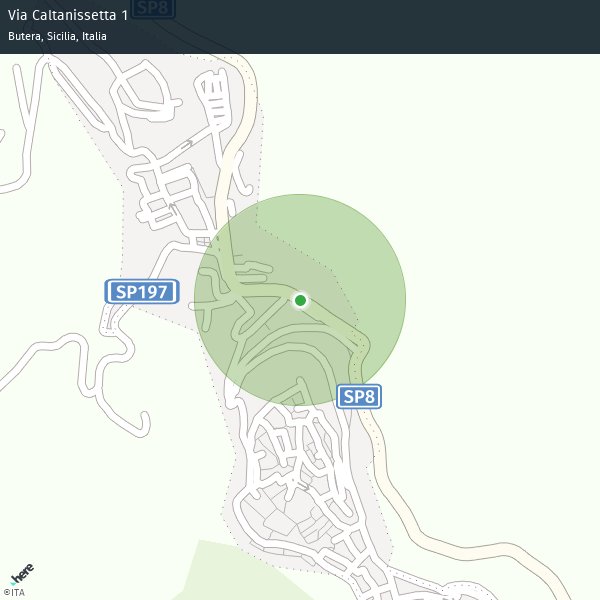 Via Caltanissetta 1
SP8
Butera, Sicilia, Italia
SP197
SP8
here
©ITA